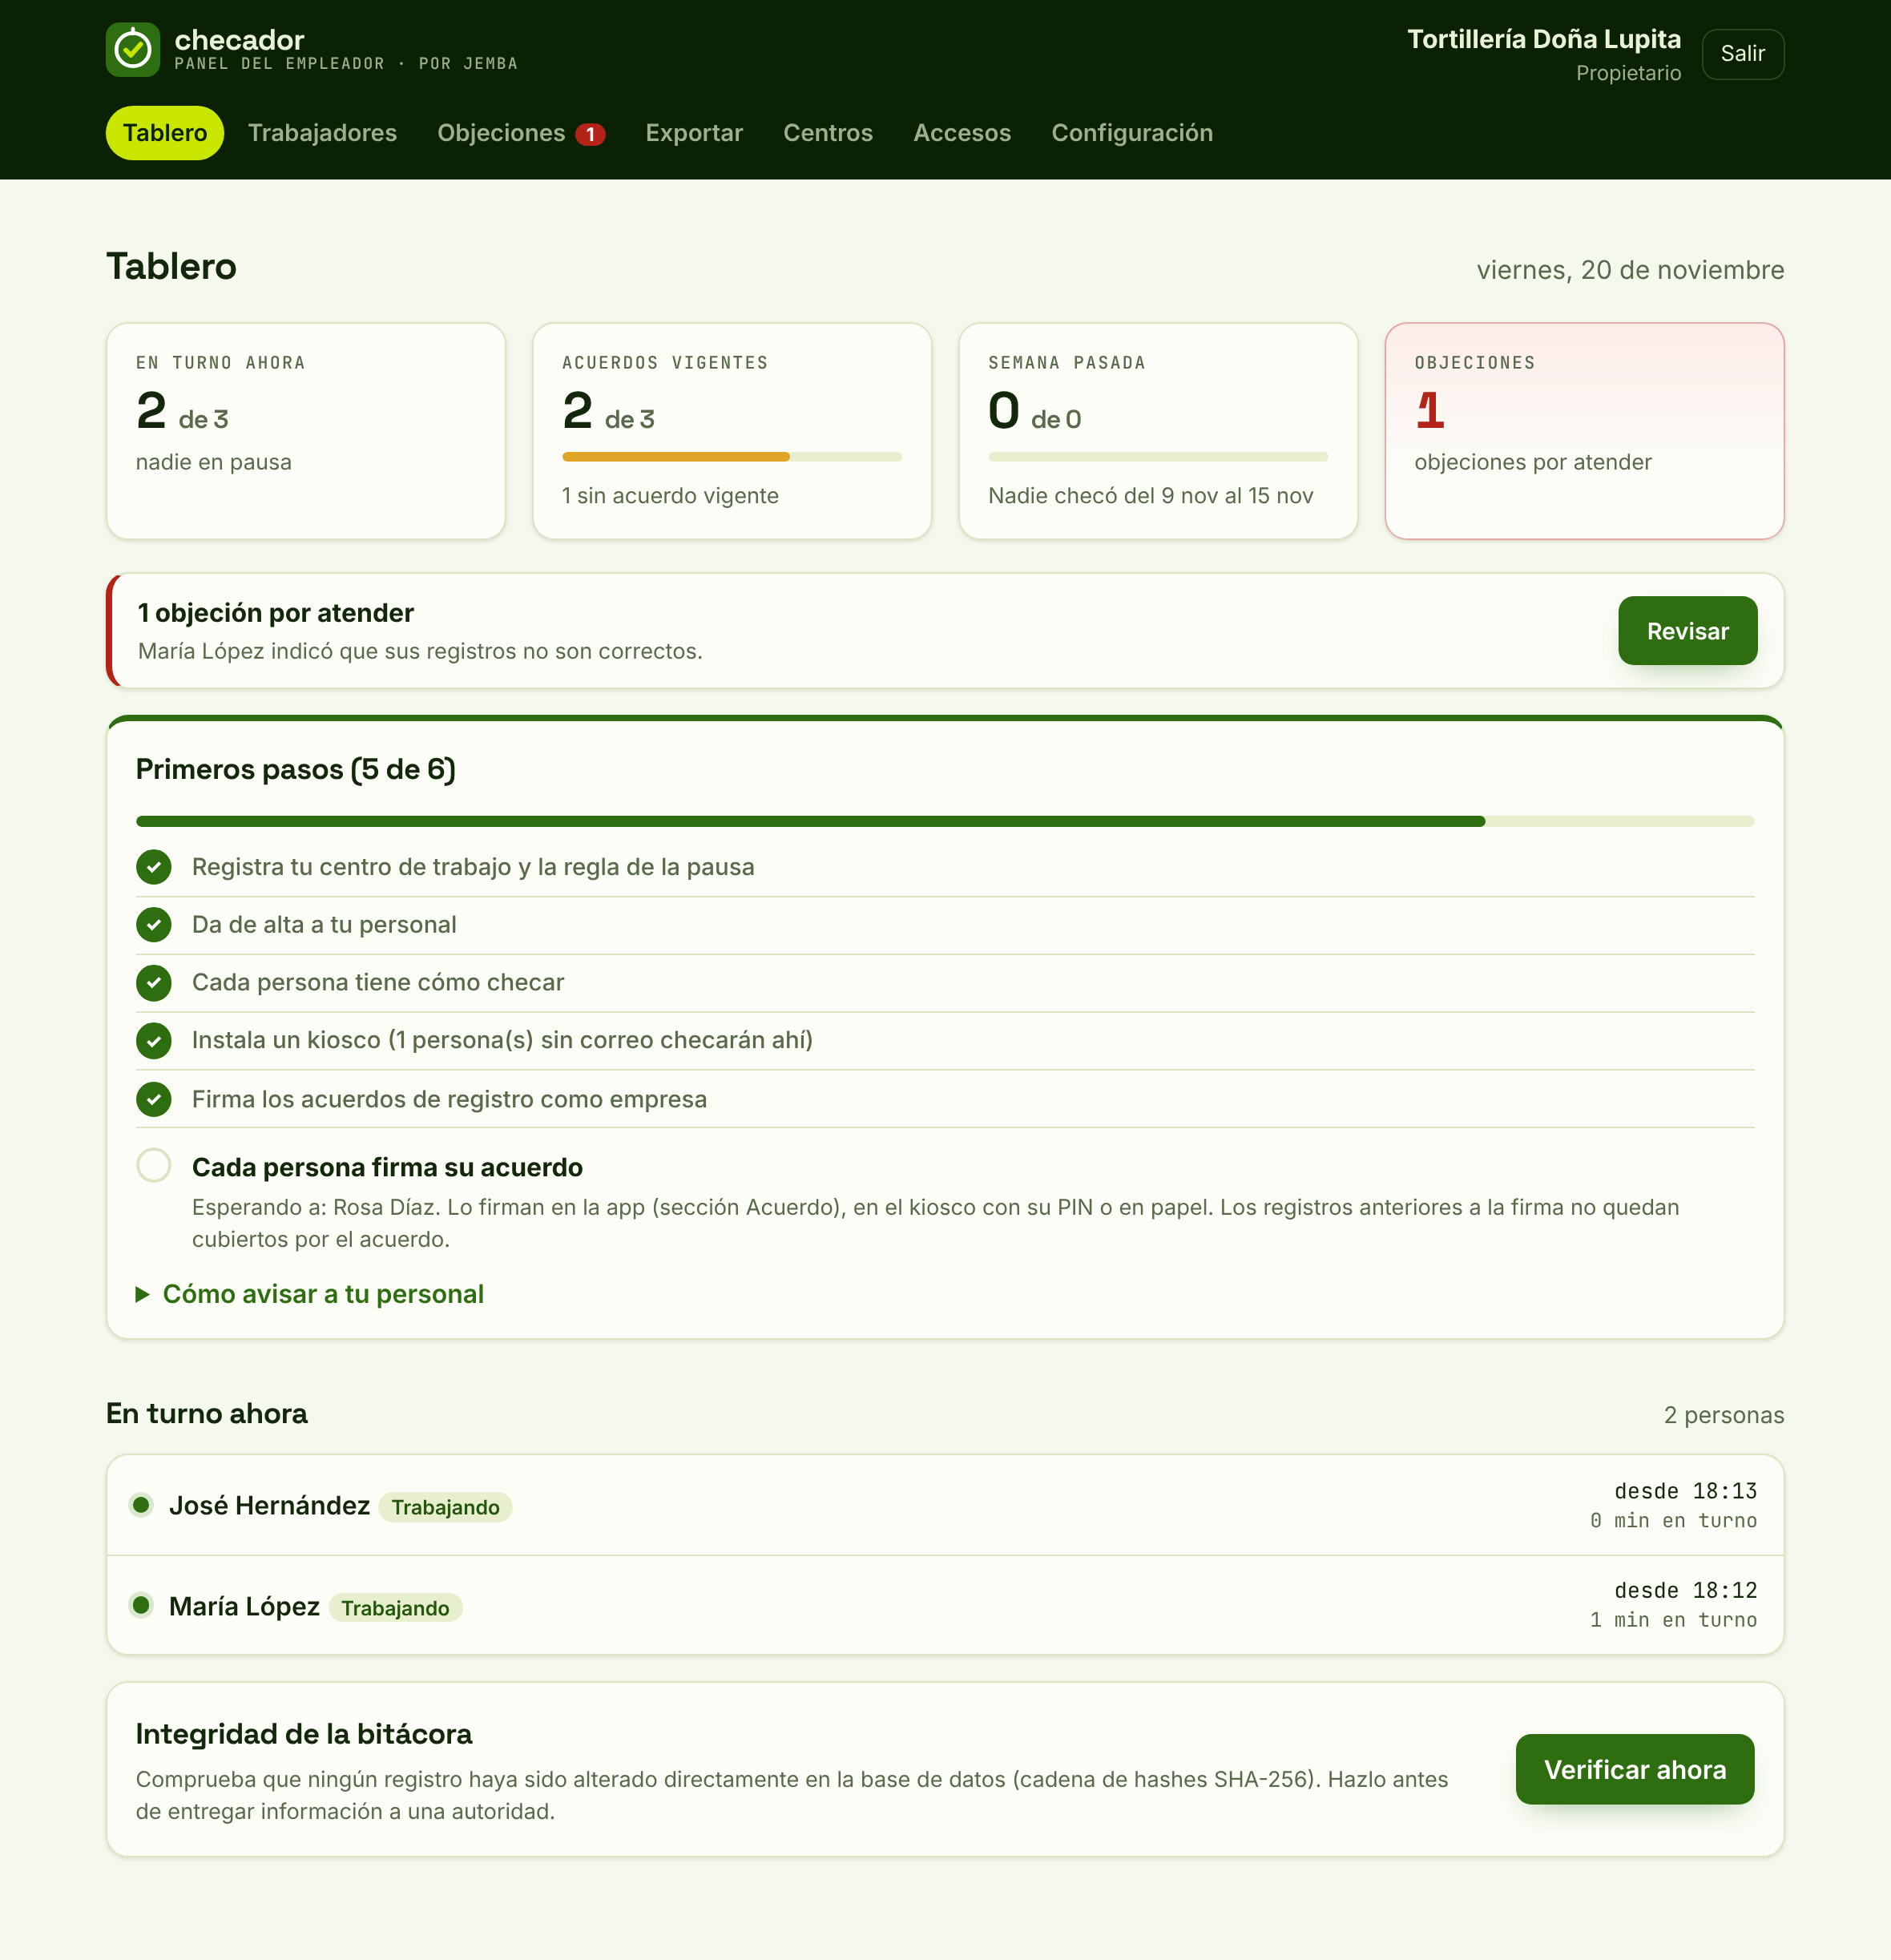 checador
PANEL DEL EMPLEADOR · POR JEMBA
Tortillería Doña Lupita
Propietario
Salir
Tablero
Trabajadores
Objeciones 1
Exportar
Centros
Accesos
Configuración
Tablero
viernes, 20 de noviembre
EN TURNO AHORA
2 de 3
nadie en pausa
ACUERDOS VIGENTES
2 de 3
1 sin acuerdo vigente
SEMANA PASADA
0 de 0
Nadie checó del 9 nov al 15 nov
OBJECIONES
1
objeciones por atender
1 objeción por atender
María López indicó que sus registros no son correctos.
Revisar
Primeros pasos (5 de 6)
Registra tu centro de trabajo y la regla de la pausa
Da de alta a tu personal
Cada persona tiene cómo checar
Instala un kiosco (1 persona(s) sin correo checarán ahí)
Firma los acuerdos de registro como empresa
Cada persona firma su acuerdo
Esperando a: Rosa Díaz. Lo firman en la app (sección Acuerdo), en el kiosco con su PIN o en papel. Los registros anteriores a la firma no quedan
cubiertos por el acuerdo.
Cómo avisar a tu personal
En turno ahora
2 personas
José Hernández Trabajando
desde 18:13
0 min en turno
María López Trabajando
desde 18:12
1 min en turno
Integridad de la bitácora
Comprueba que ningún registro haya sido alterado directamente en la base de datos (cadena de hashes SHA-256). Hazlo antes
de entregar información a una autoridad.
Verificar ahora